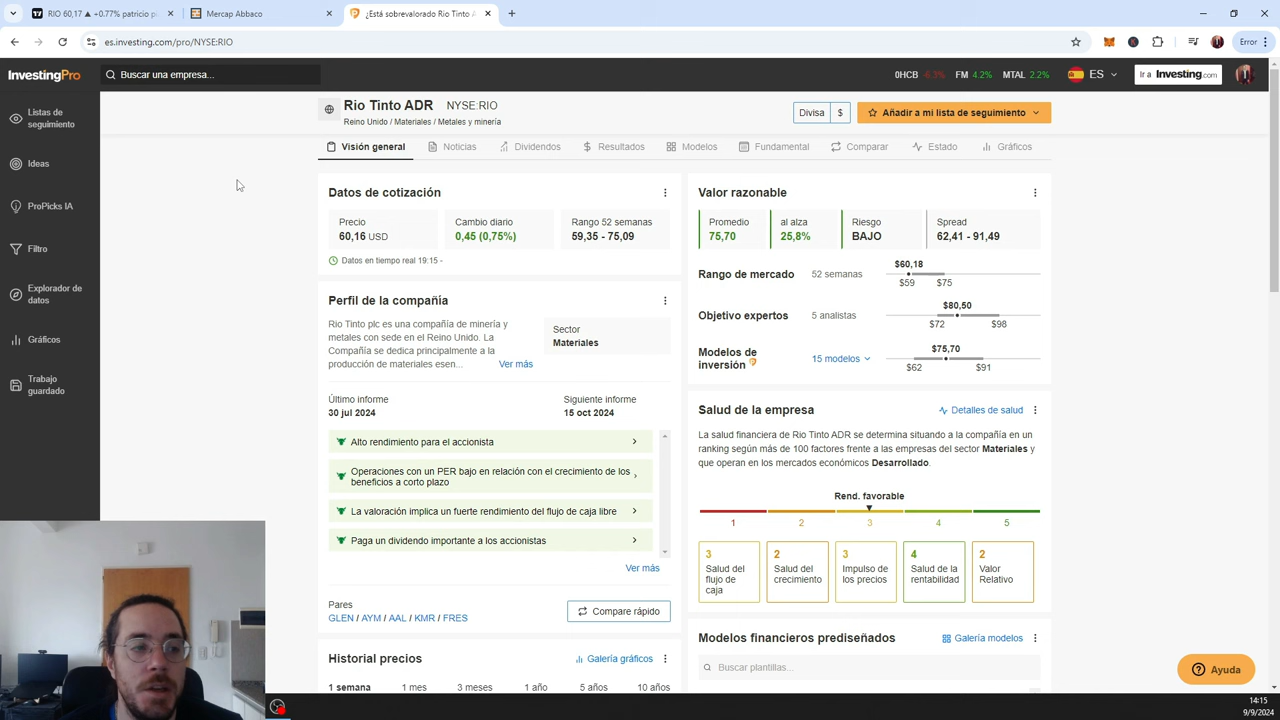 RIO 60,17 ▲ +0.77% patricio p
Mercap Abbaco
¿Está sobrevalorado Rio Tinto A
es.investing.com/pro/NYSE:RIO
Error
InvestingPro
Buscar una empresa...
0HCB -6.3% FM 4.2% MTAL 2.2%
ES
Ir a Investing.com
Listas de
seguimiento
Ideas
ProPicks IA
Filtro
Explorador de
datos
Gráficos
Trabajo
guardado
Rio Tinto ADR NYSE:RIO
Reino Unido / Materiales / Metales y minería
Divisa $
Añadir a mi lista de seguimiento
Visión general
Noticias
Dividendos
Resultados
Modelos
Fundamental
Comparar
Estado
Gráficos
Datos de cotización
Precio
60,16 USD
Cambio diario
0,45 (0,75%)
Rango 52 semanas
59,35 - 75,09
Datos en tiempo real 19:15 -
Perfil de la compañía
Rio Tinto plc es una compañía de minería y
metales con sede en el Reino Unido. La
Compañía se dedica principalmente a la
producción de materiales esen...
Ver más
Sector
Materiales
Último informe
30 jul 2024
Siguiente informe
15 oct 2024
Alto rendimiento para el accionista
Operaciones con un PER bajo en relación con el crecimiento de los
beneficios a corto plazo
La valoración implica un fuerte rendimiento del flujo de caja libre
Paga un dividendo importante a los accionistas
Ver más
Pares
GLEN / AYM / AAL / KMR / FRES
Compare rápido
Historial precios
Galería gráficos
1 semana 1 mes 3 meses 1 año 5 años 10 años
Valor razonable
Promedio
75,70
al alza
25,8%
Riesgo
BAJO
Spread
62,41 - 91,49
Rango de mercado
52 semanas
$60,18
$59 $75
Objetivo expertos
5 analistas
$80,50
$72 $98
Modelos de
inversión
15 modelos
$75,70
$62 $91
Salud de la empresa
Detalles de salud
La salud financiera de Rio Tinto ADR se determina situando a la compañía en un
ranking según más de 100 factores frente a las empresas del sector Materiales y
que operan en los mercados económicos Desarrollado.
Rend. favorable
1 2 3 4 5
3
Salud del
flujo de
caja
2
Salud del
crecimiento
3
Impulso de
los precios
4
Salud de la
rentabilidad
2
Valor
Relativo
Modelos financieros prediseñados
Galería modelos
Buscar plantillas...
Ayuda
14:15
9/9/2024